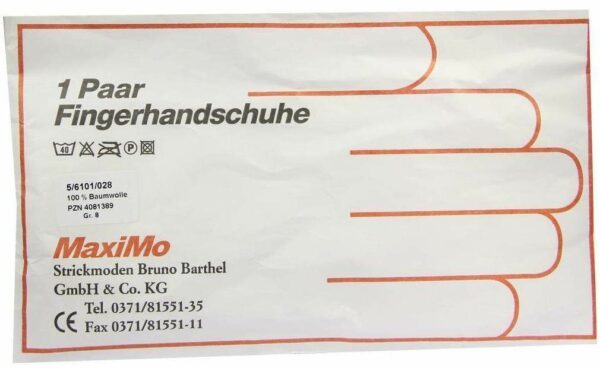 1 Paar
Fingerhandschuhe
40
P
5/6101/028
100 % Baumwolle
PZN 4081389
Gr. 8
MaxiMo
Strickmoden Bruno Barthel
GmbH & Co. KG
Tel. 0371/81551-35
CE Fax 0371/81551-11